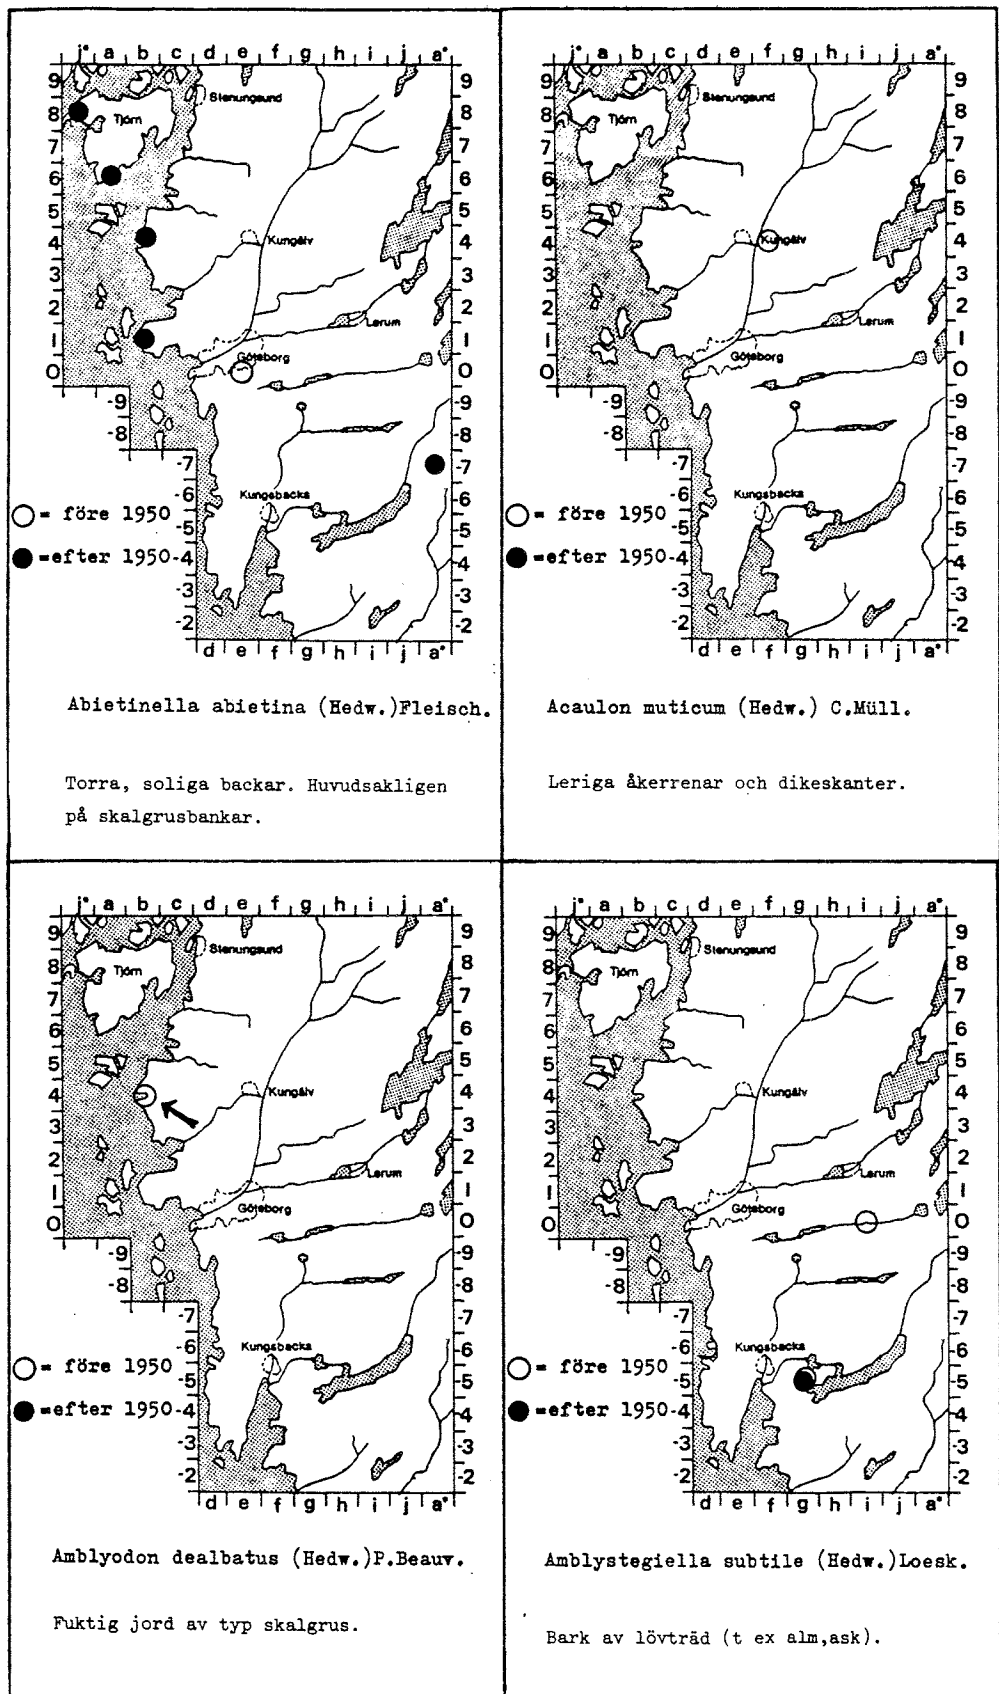 j* a b c d e f g h i j a*
9 9
Stenungsund
8 Tjörn 8
7 7
6 6
5 5
4 Kungälv 4
3 3
2 2
Lerum
1 1
Göteborg
0 0
-9 -9
-8 -8
-7 -7
Kungsbacka
-6 -6
= före 1950
-5 -5
=efter 1950-4 -4
-3 -3
-2 -2
d e f g h i j a*
Abietinella abietina (Hedw.)Fleisch.
Torra, soliga backar. Huvudsakligen
på skalgrusbankar.
j* a b c d e f g h i j a*
9 9
Stenungsund
8 Tjörn 8
7 7
6 6
5 5
4 Kungälv 4
3 3
2 2
Lerum
1 1
Göteborg
0 0
-9 -9
-8 -8
-7 -7
Kungsbacka
-6 -6
= före 1950
-5 -5
=efter 1950-4 -4
-3 -3
-2 -2
d e f g h i j a*
Acaulon muticum (Hedw.) C.Müll.
Leriga åkerrenar och dikeskanter.
j* a b c d e f g h i j a*
9 9
Stenungsund
8 Tjörn 8
7 7
6 6
5 5
4 Kungälv 4
3 3
2 2
Lerum
1 1
Göteborg
0 0
-9 -9
-8 -8
-7 -7
Kungsbacka
-6 -6
= före 1950
-5 -5
=efter 1950-4 -4
-3 -3
-2 -2
d e f g h i j a*
Amblyodon dealbatus (Hedw.)P.Beauv.
Fuktig jord av typ skalgrus.
j* a b c d e f g h i j a*
9 9
Stenungsund
8 Tjörn 8
7 7
6 6
5 5
4 Kungälv 4
3 3
2 2
Lerum
1 1
Göteborg
0 0
-9 -9
-8 -8
-7 -7
Kungsbacka
-6 -6
= före 1950
-5 -5
=efter 1950-4 -4
-3 -3
-2 -2
d e f g h i j a*
Amblystegiella subtile (Hedw.)Loesk.
Bark av lövträd (t ex alm,ask).